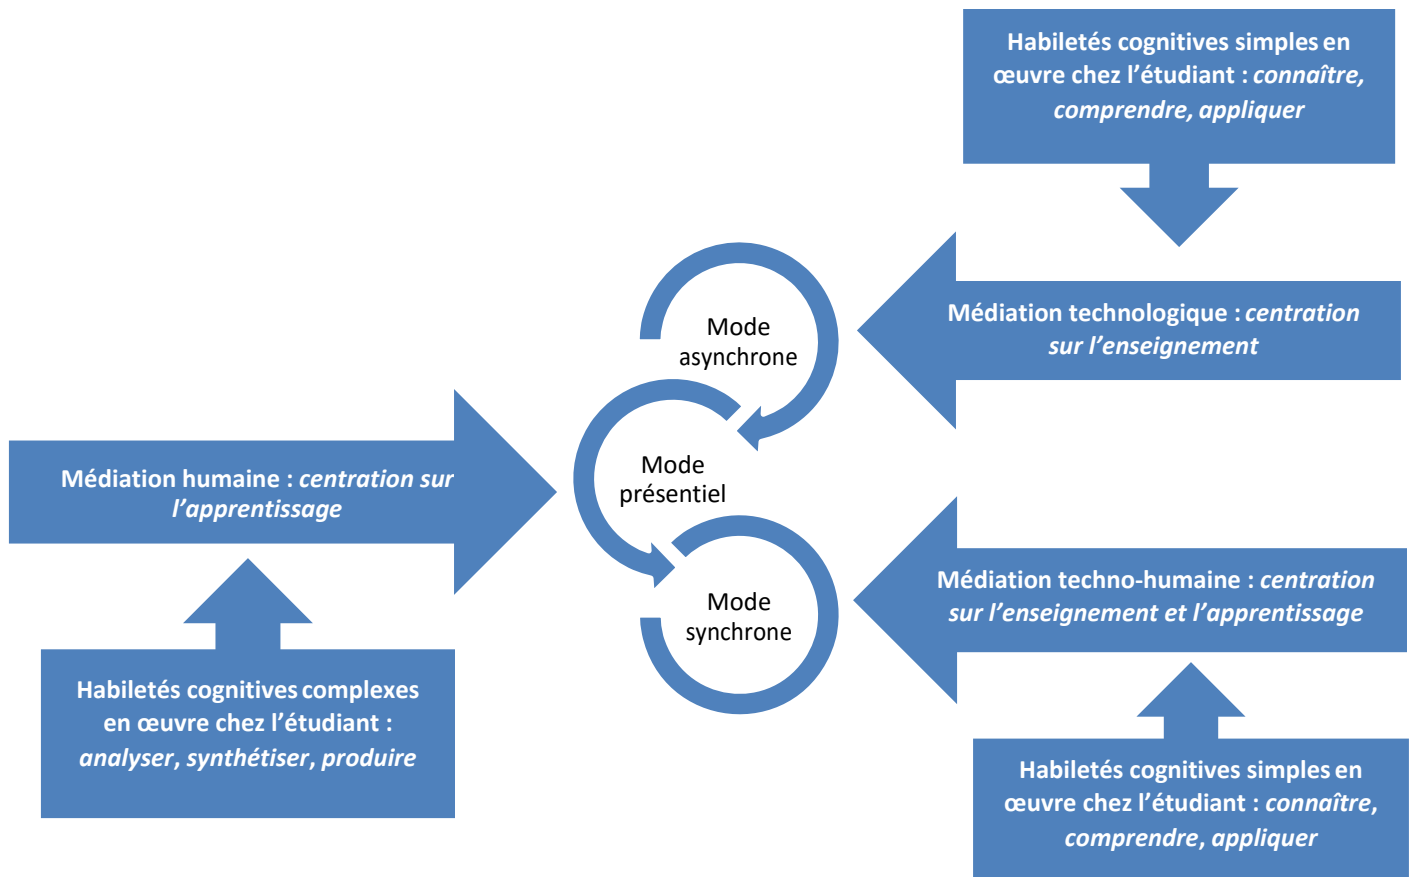 Habiletés cognitives simples en
œuvre chez l’étudiant : connaître,
comprendre, appliquer
Médiation technologique : centration
sur l’enseignement
Mode
asynchrone
Mode
présentiel
Mode
synchrone
Médiation humaine : centration sur
l’apprentissage
Médiation techno-humaine : centration
sur l’enseignement et l’apprentissage
Habiletés cognitives complexes
en œuvre chez l’étudiant :
analyser, synthétiser, produire
Habiletés cognitives simples en
œuvre chez l’étudiant : connaître,
comprendre, appliquer